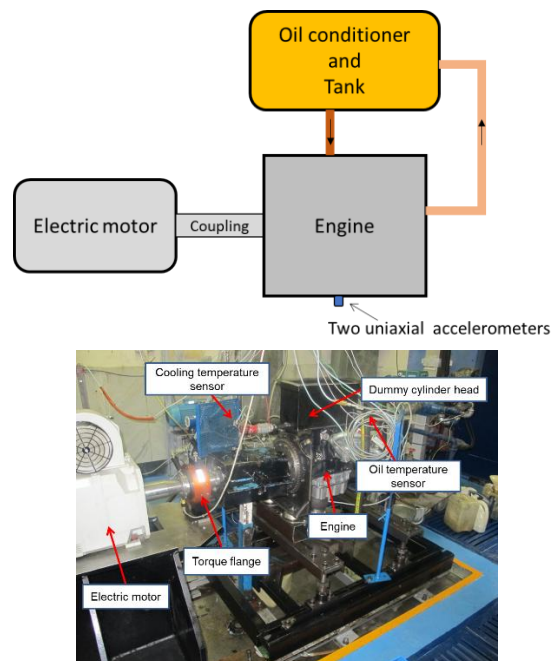 Oil conditioner
and
Tank
Electric motor
Coupling
Engine
Two uniaxial accelerometers
Cooling temperature
sensor
Dummy cylinder head
Oil temperature
sensor
Engine
Torque flange
Electric motor